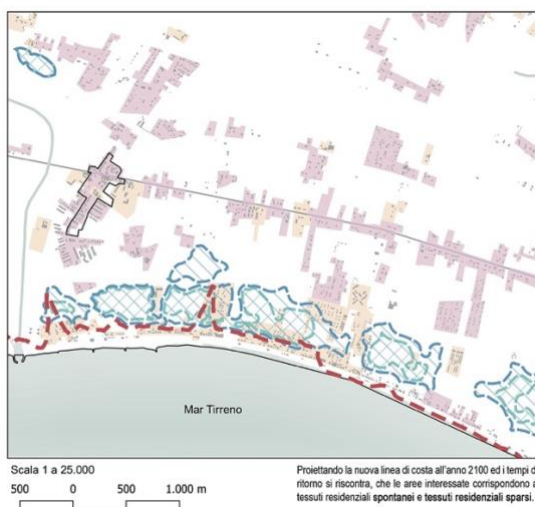 Mar Tirreno
Scala 1 a 25.000
500 0 500 1.000 m
Proiettando la nuova linea di costa all'anno 2100 ed i tempi d
ritorno si riscontra, che le aree interessate corrispondono a
tessuti residenziali spontanei e tessuti residenziali sparsi.